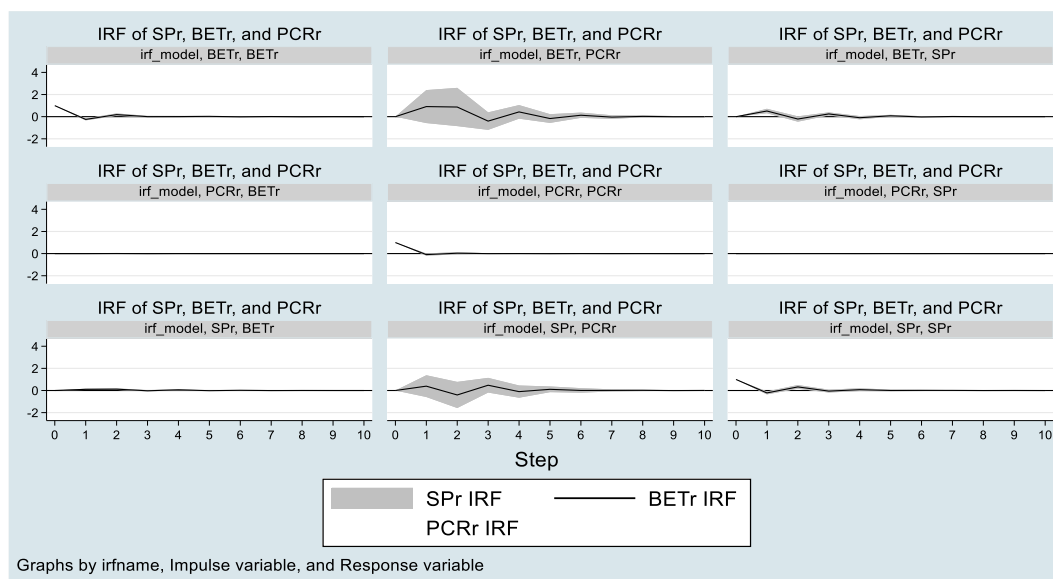 IRF of SPr, BETr, and PCRr IRF of SPr, BETr, and PCRr IRF of SPr, BETr, and PCRr
irf_model, BETr, BETr irf_model, BETr, PCRr irf_model, BETr, SPr
4
2
0
-2
IRF of SPr, BETr, and PCRr IRF of SPr, BETr, and PCRr IRF of SPr, BETr, and PCRr
irf_model, PCRr, BETr irf_model, PCRr, PCRr irf_model, PCRr, SPr
4
2
0
-2
IRF of SPr, BETr, and PCRr IRF of SPr, BETr, and PCRr IRF of SPr, BETr, and PCRr
irf_model, SPr, BETr irf_model, SPr, PCRr irf_model, SPr, SPr
4
2
0
-2
0 1 2 3 4 5 6 7 8 9 10 0 1 2 3 4 5 6 7 8 9 10 0 1 2 3 4 5 6 7 8 9 10
Step
SPr IRF BETr IRF
PCRr IRF
Graphs by irfname, Impulse variable, and Response variable